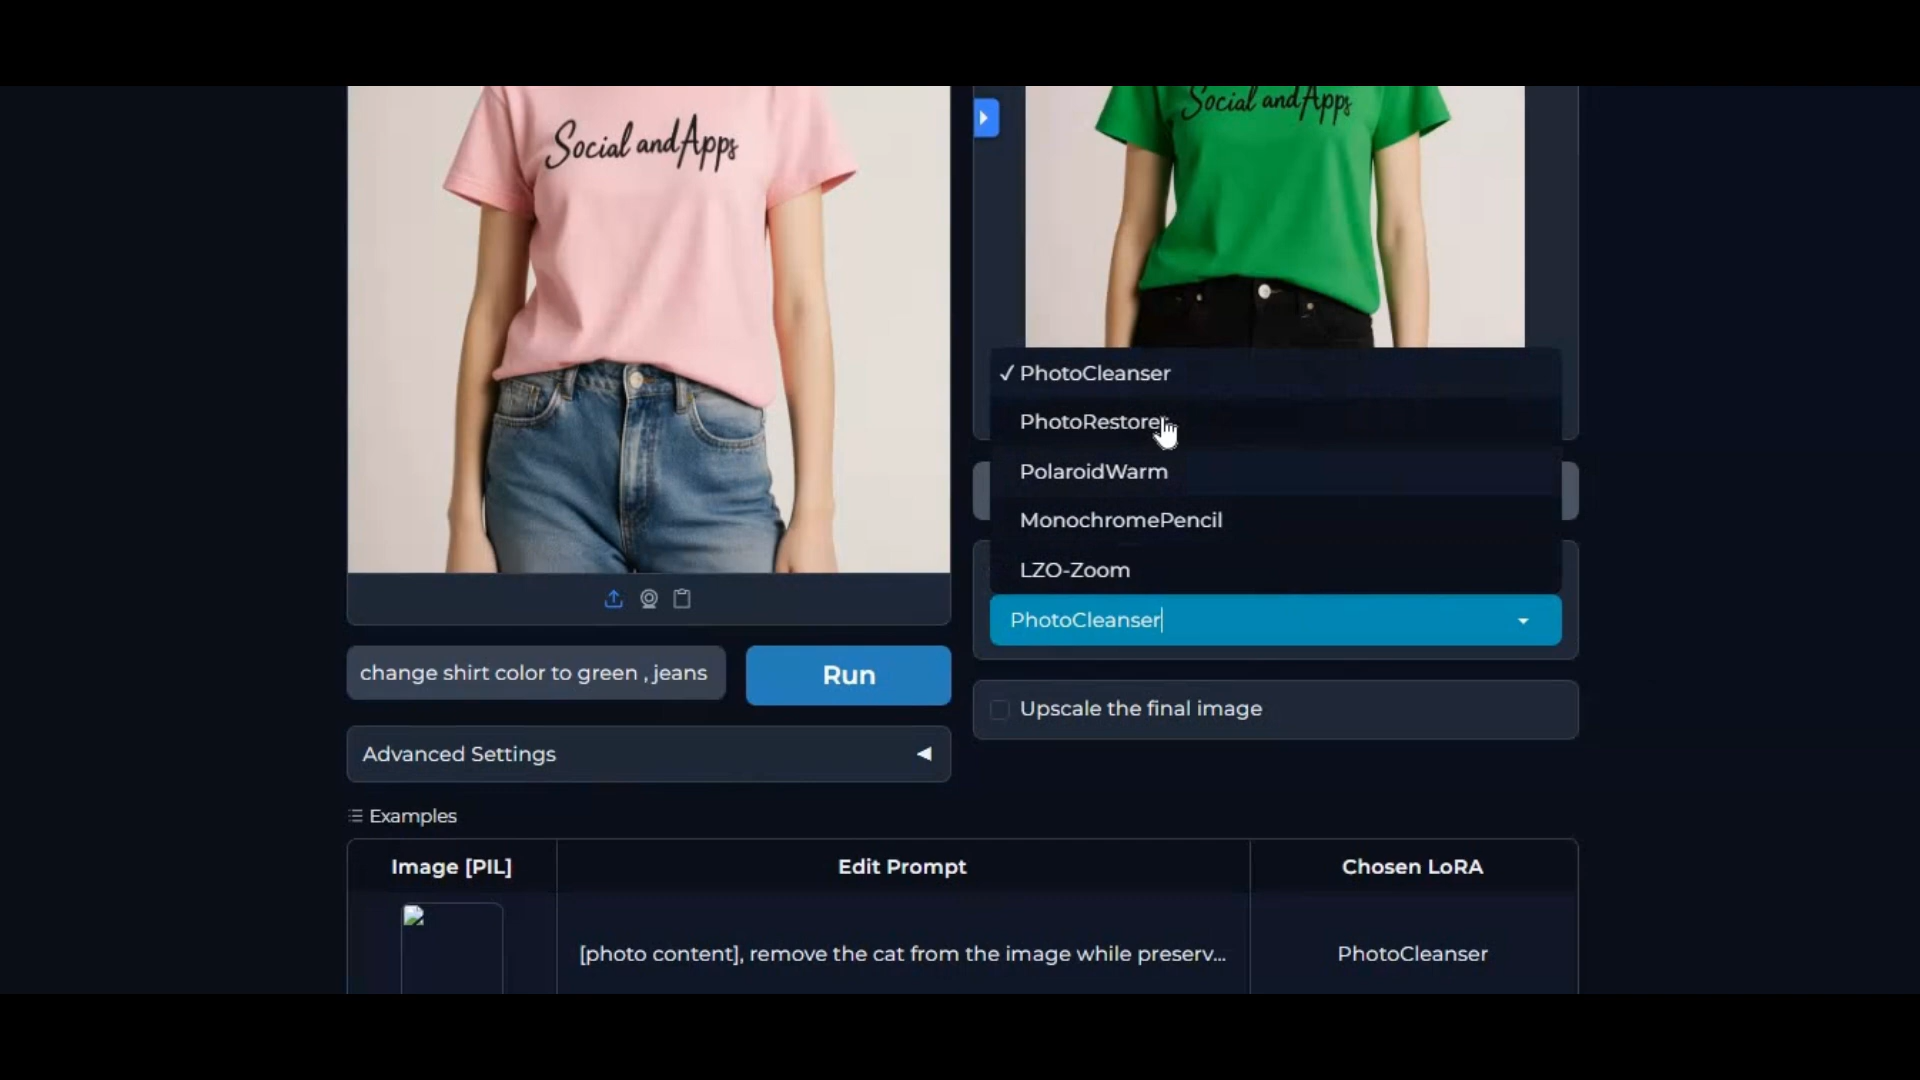 Social and Apps
Social and Apps
✓ PhotoCleanser
PhotoRestorer
PolaroidWarm
MonochromePencil
LZO-Zoom
PhotoCleanser
change shirt color to green , jeans
Run
Upscale the final image
Advanced Settings
Examples
Image [PIL]
Edit Prompt
Chosen LoRA
[photo content], remove the cat from the image while preserv...
PhotoCleanser